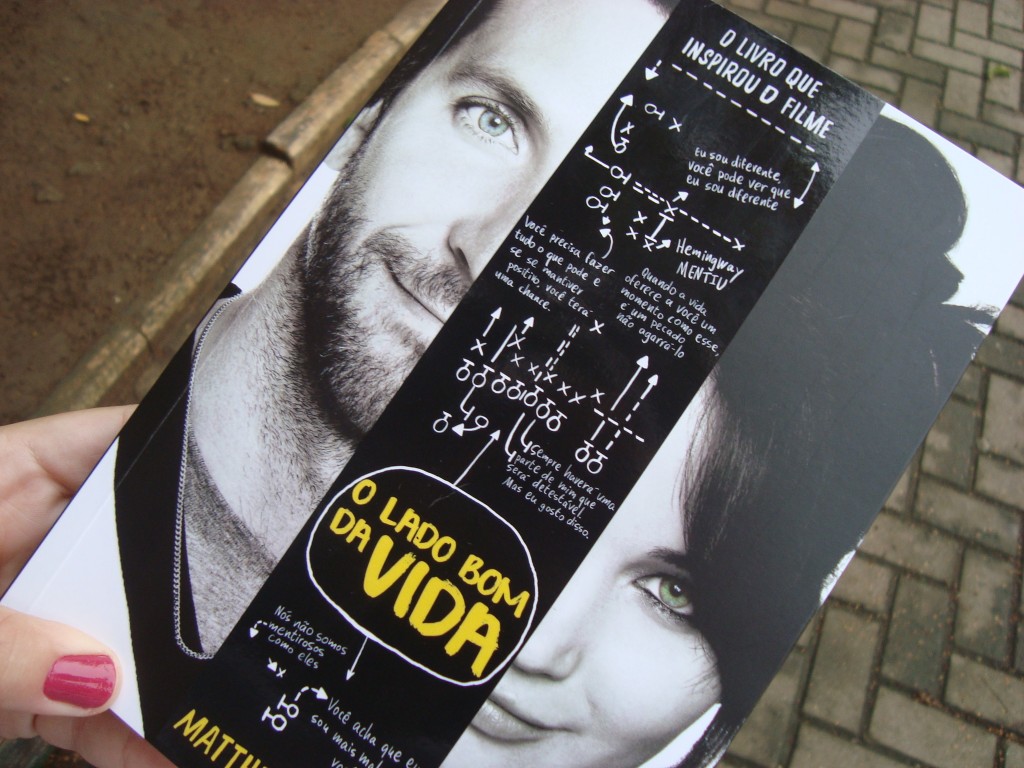 O LIVRO QUE
INSPIROU O FILME
Eu sou diferente,
você pode ver que
eu sou diferente
Hemingway
MENTIU
você precisa fazer
tudo o que pode e
se se mantiver
positivo, você terá
uma chance.
Quando a vida
oferece a você um
momento como esse,
é um pecado
não agarrá-lo
sempre haverá uma
parte de mim que
será detestável.
Mas eu gosto disso.
O LADO BOM
DA VIDA
Nós não somos
mentirosos
como eles
Você acha que eu
sou mais